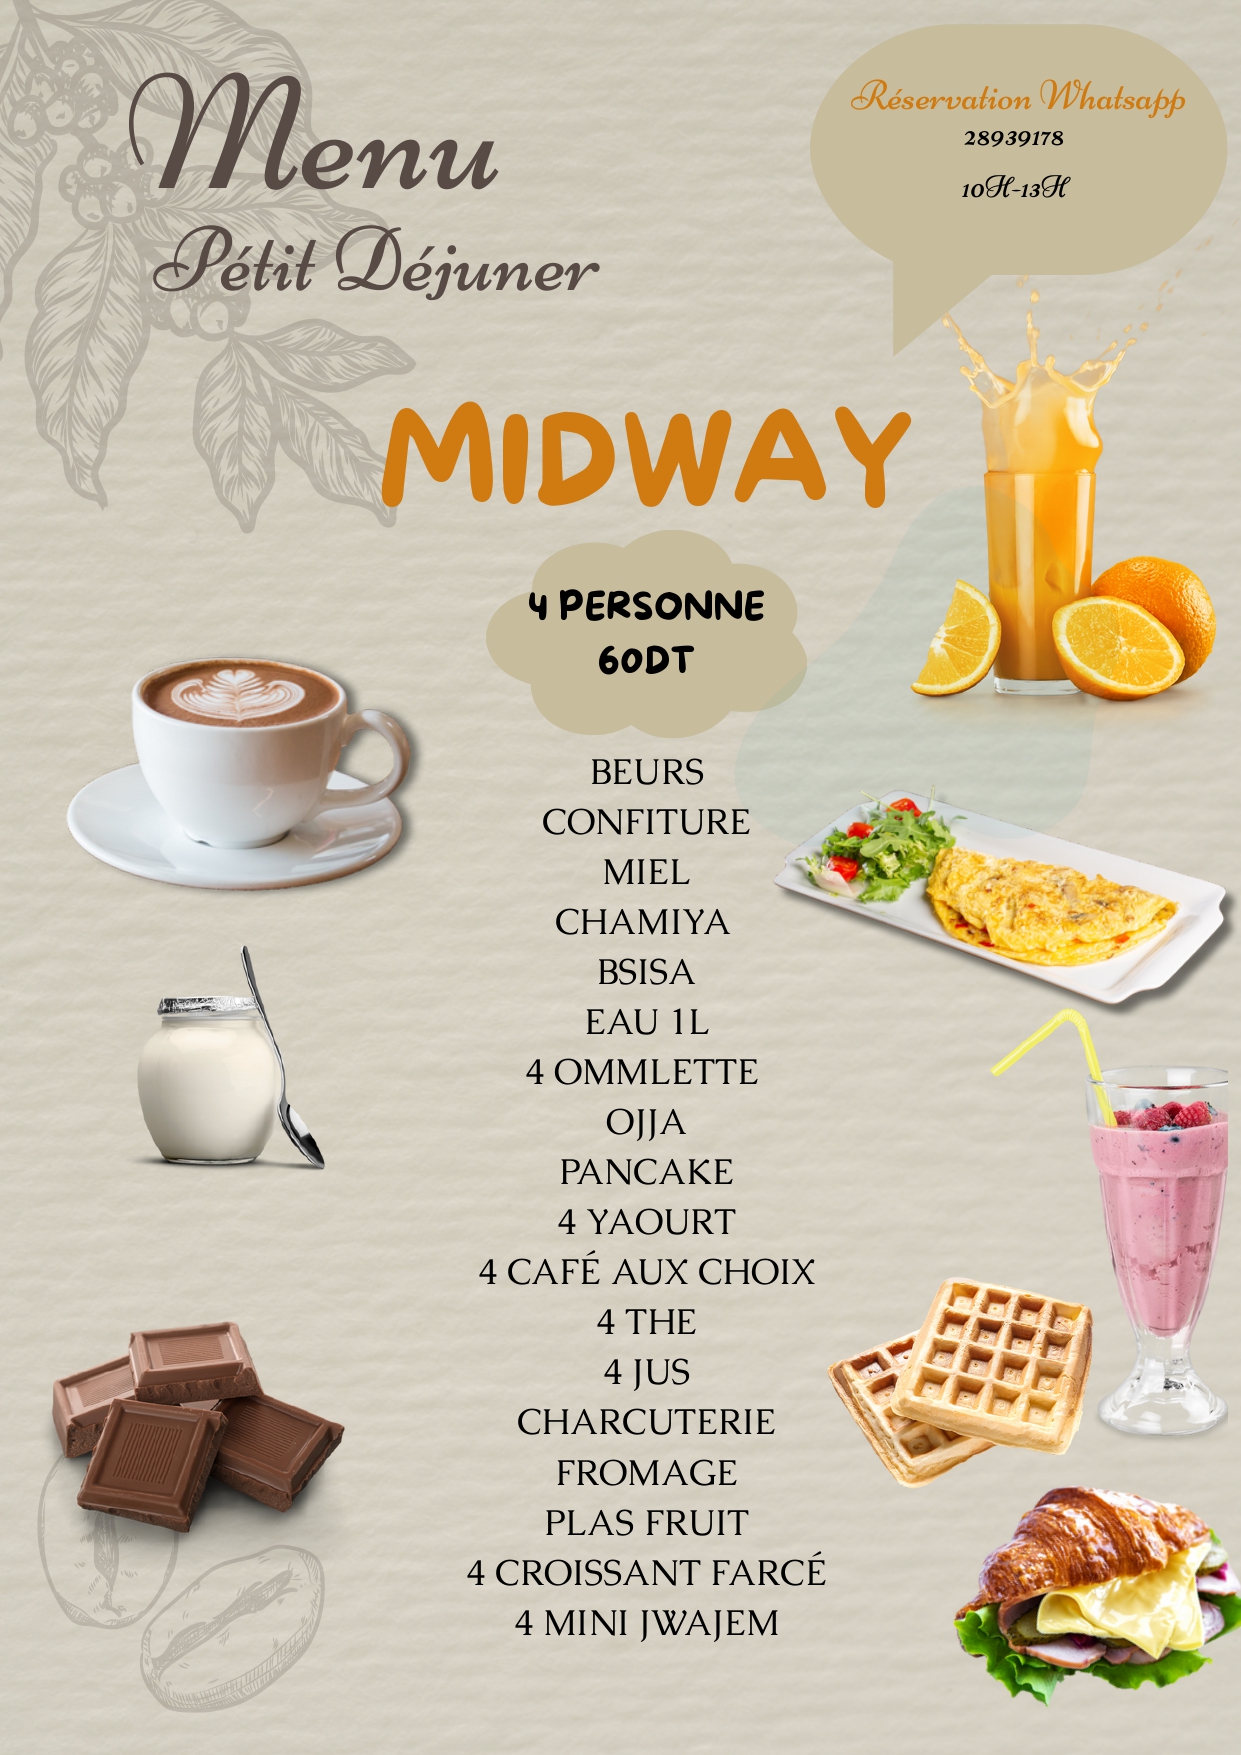 Menu
Pétit Déjuner
Réservation Whatsapp
28939178
10H-13H
MIDWAY
4 PERSONNE
60DT
BEURS
CONFITURE
MIEL
CHAMIYA
BSISA
EAU 1L
4 OMMLETTE
OJJA
PANCAKE
4 YAOURT
4 CAFÉ AUX CHOIX
4 THE
4 JUS
CHARCUTERIE
FROMAGE
PLAS FRUIT
4 CROISSANT FARCÉ
4 MINI JWAJEM